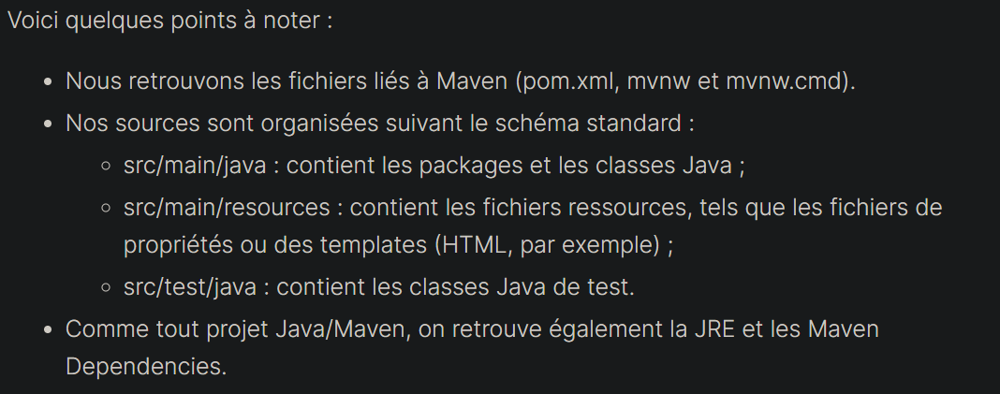 Voici quelques points à noter :
• Nous retrouvons les fichiers liés à Maven (pom.xml, mvnw et mvnw.cmd).
• Nos sources sont organisées suivant le schéma standard :
◦ src/main/java : contient les packages et les classes Java ;
◦ src/main/resources : contient les fichiers ressources, tels que les fichiers de
propriétés ou des templates (HTML, par exemple) ;
◦ src/test/java : contient les classes Java de test.
• Comme tout projet Java/Maven, on retrouve également la JRE et les Maven
Dependencies.